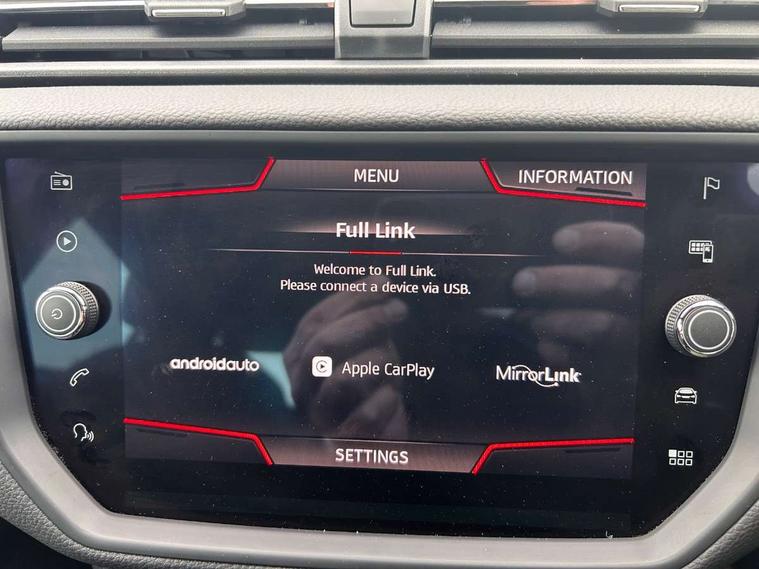 MENU
INFORMATION
Full Link
Welcome to Full Link.
Please connect a device via USB.
androidauto
Apple CarPlay
MirrorLink
SETTINGS